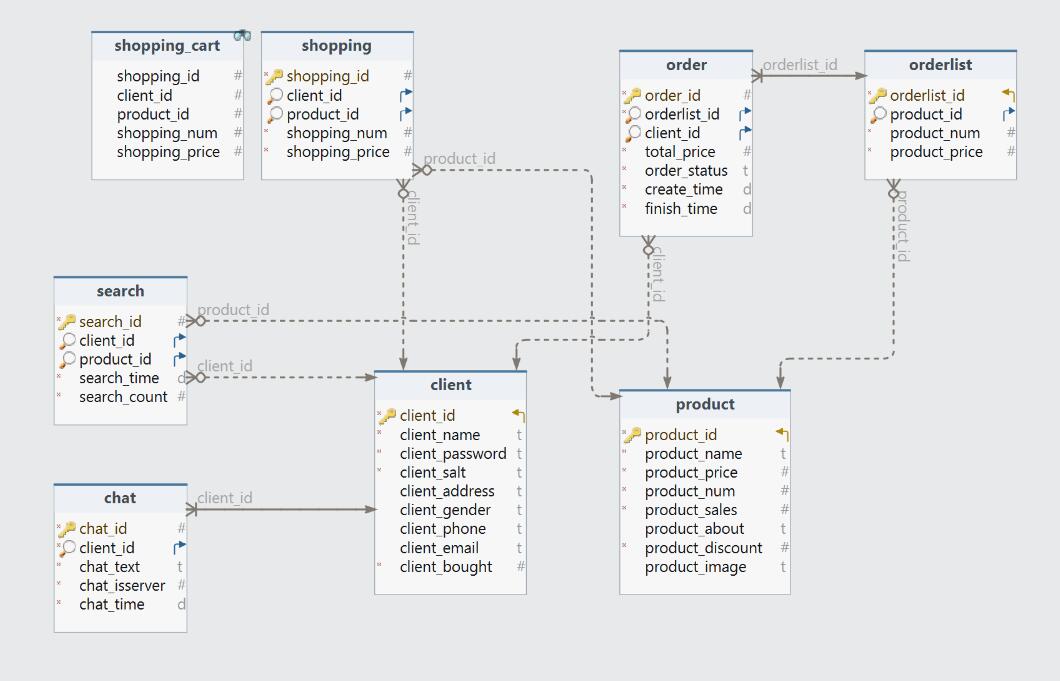 shopping_cart
shopping_id #
client_id #
product_id #
shopping_num #
shopping_price #
shopping
shopping_id #
client_id
product_id
shopping_num #
shopping_price #
order
order_id #
orderlist_id
client_id
total_price #
order_status t
create_time d
finish_time d
orderlist_id
orderlist
orderlist_id
product_id
product_num #
product_price #
product_id
client_id
client_id
product_id
search
search_id #
client_id
product_id
search_time d
search_count #
product_id
client_id
client
client_id
client_name t
client_password t
client_salt t
client_address t
client_gender t
client_phone t
client_email t
client_bought #
product
product_id
product_name t
product_price #
product_num #
product_sales #
product_about t
product_discount #
product_image t
chat
chat_id #
client_id
chat_text t
chat_isserver #
chat_time d
client_id